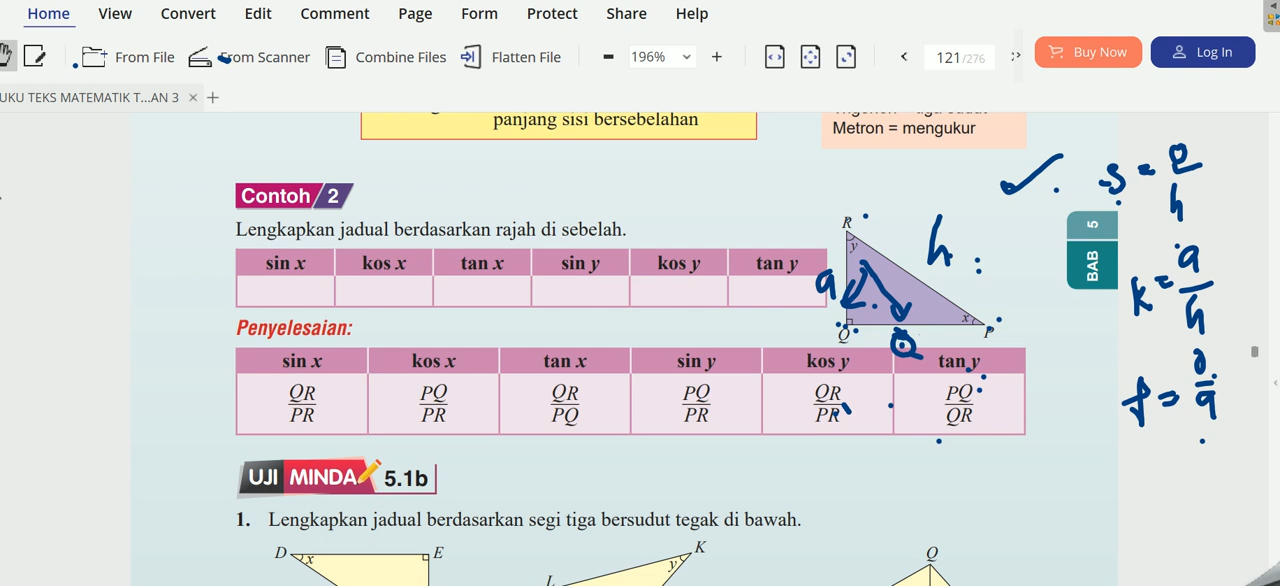 Home View Convert Edit Comment Page Form Protect Share Help
From File From Scanner Combine Files Flatten File 196% 121/276 Buy Now Log In
UKU TEKS MATEMATIK T...AN 3
panjang sisi bersebelahan
Metron = mengukur
Contoh 2
Lengkapkan jadual berdasarkan rajah di sebelah.
sin x kos x tan x sin y kos y tan y
R
y
h
a
Q
x
P
o
s = o/h
k = a/h
t = o/a
BAB 5
Penyelesaian:
sin x kos x tan x sin y kos y tan y
QR PQ QR PQ QR PQ
PR PR PQ PR PR QR
UJI MINDA 5.1b
1. Lengkapkan jadual berdasarkan segi tiga bersudut tegak di bawah.
D x E
K
y
L
Q